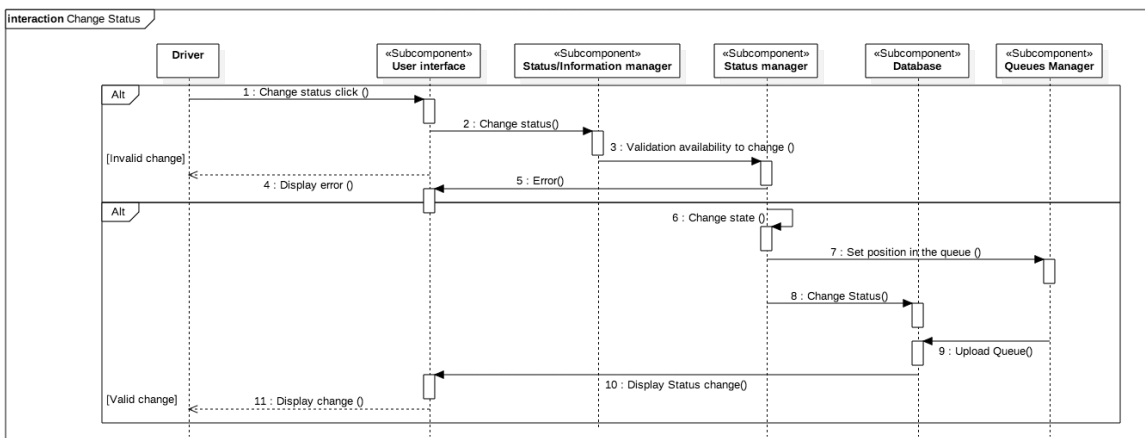 interaction Change Status
Driver
«Subcomponent»
User interface
«Subcomponent»
Status/Information manager
«Subcomponent»
Status manager
«Subcomponent»
Database
«Subcomponent»
Queues Manager
Alt
1 : Change status click ()
2 : Change status()
3 : Validation availability to change ()
[Invalid change]
4 : Display error ()
5 : Error()
Alt
6 : Change state ()
7 : Set position in the queue ()
8 : Change Status()
9 : Upload Queue()
10 : Display Status change()
[Valid change]
11 : Display change ()